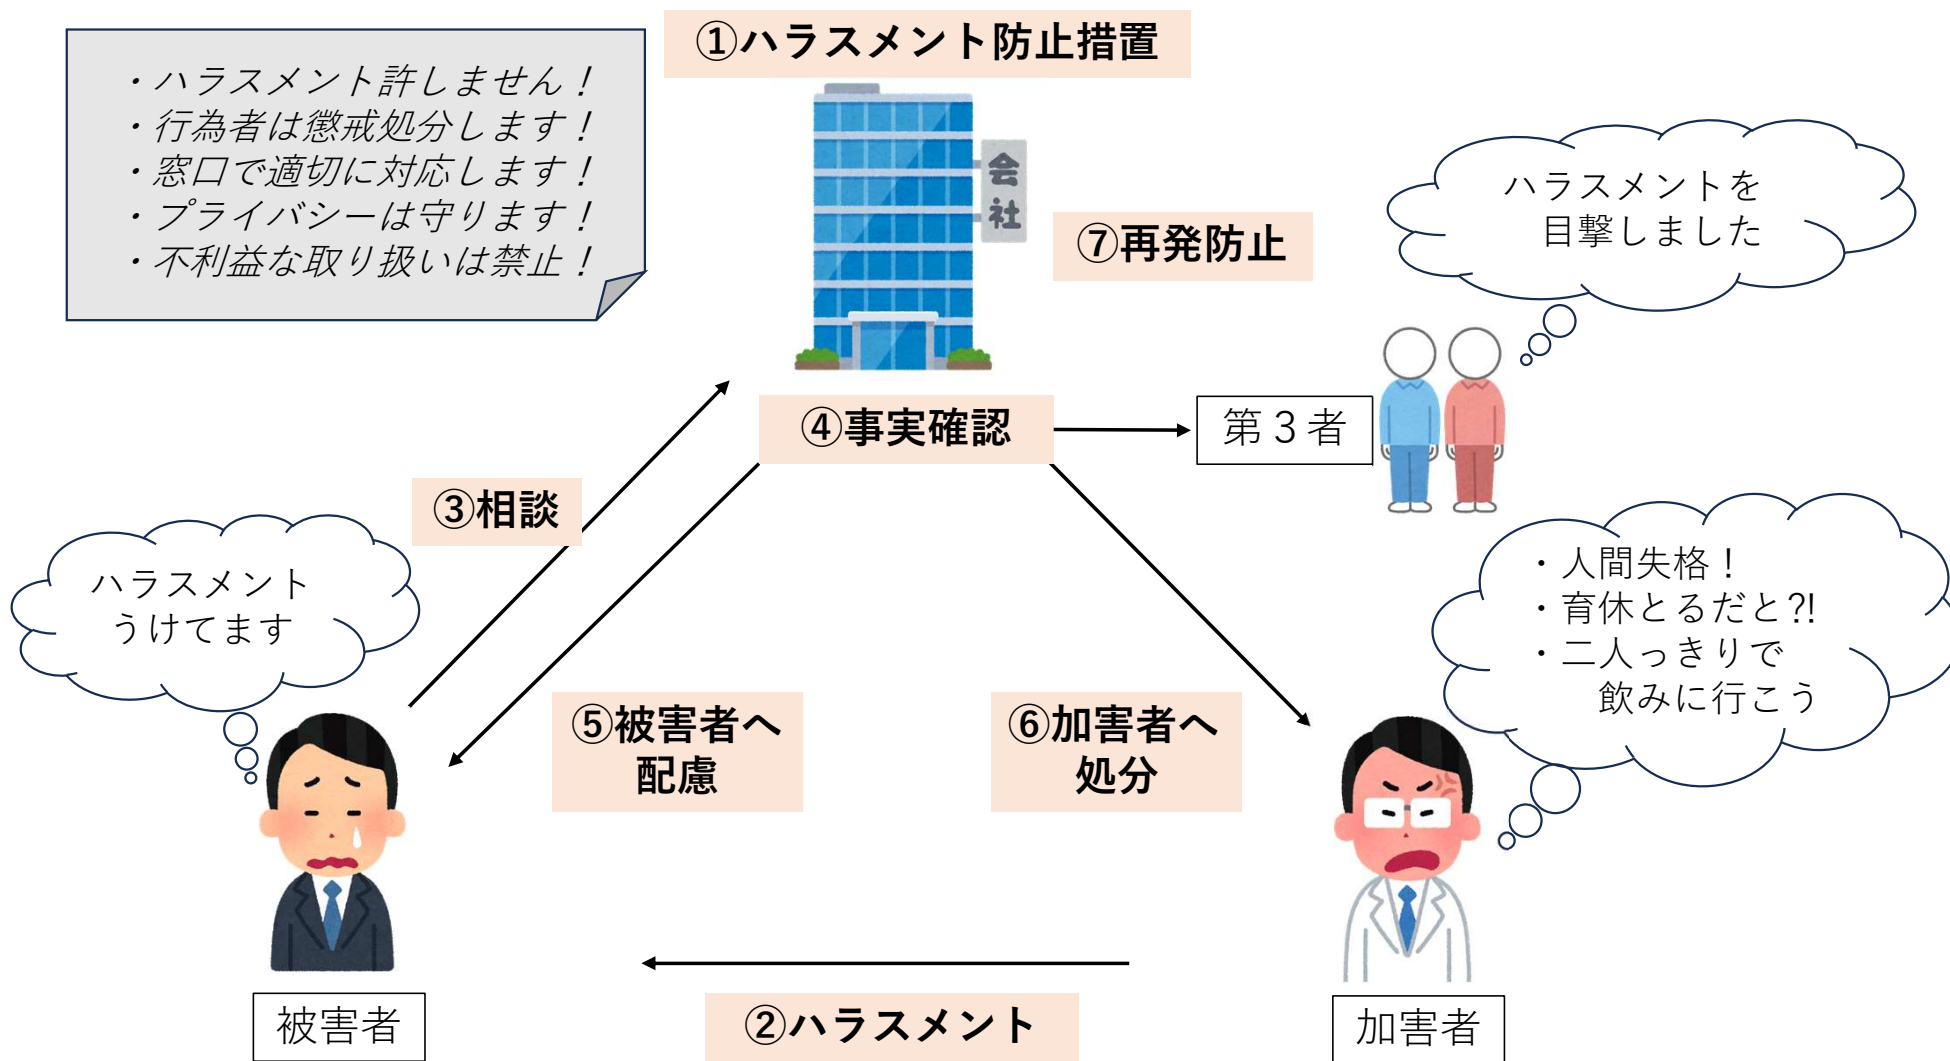 ①ハラスメント防止措置
・ハラスメント許しません！
・行為者は懲戒処分します！
・窓口で適切に対応します！
・プライバシーは守ります！
・不利益な取り扱いは禁止！
会社
⑦再発防止
ハラスメントを
目撃しました
④事実確認
第３者
③相談
ハラスメント
うけてます
・人間失格！
・育休とるだと⁈
・二人っきりで
飲みに行こう
⑤被害者へ
配慮
⑥加害者へ
処分
被害者
②ハラスメント
加害者